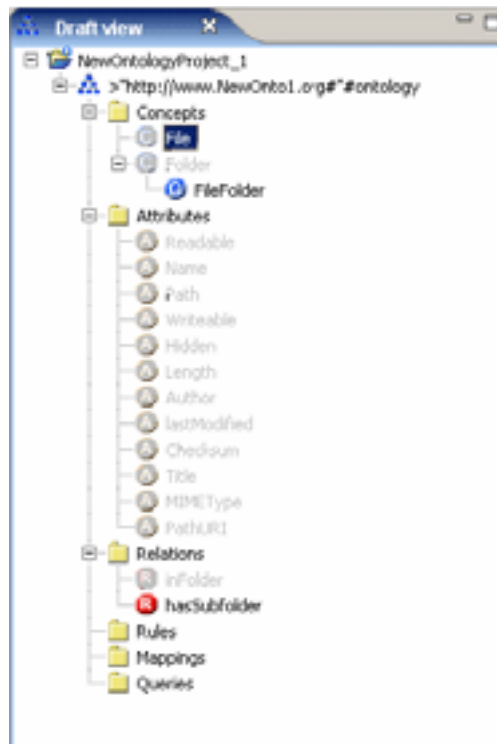 Draft view
NewOntologyProject_1
>"http://www.NewOnto1.org#"#ontology
Concepts
File
Folder
FileFolder
Attributes
Readable
Name
Path
Writeable
Hidden
Length
Author
lastModified
Checksum
Title
MIMEType
PathURI
Relations
inFolder
hasSubfolder
Rules
Mappings
Queries